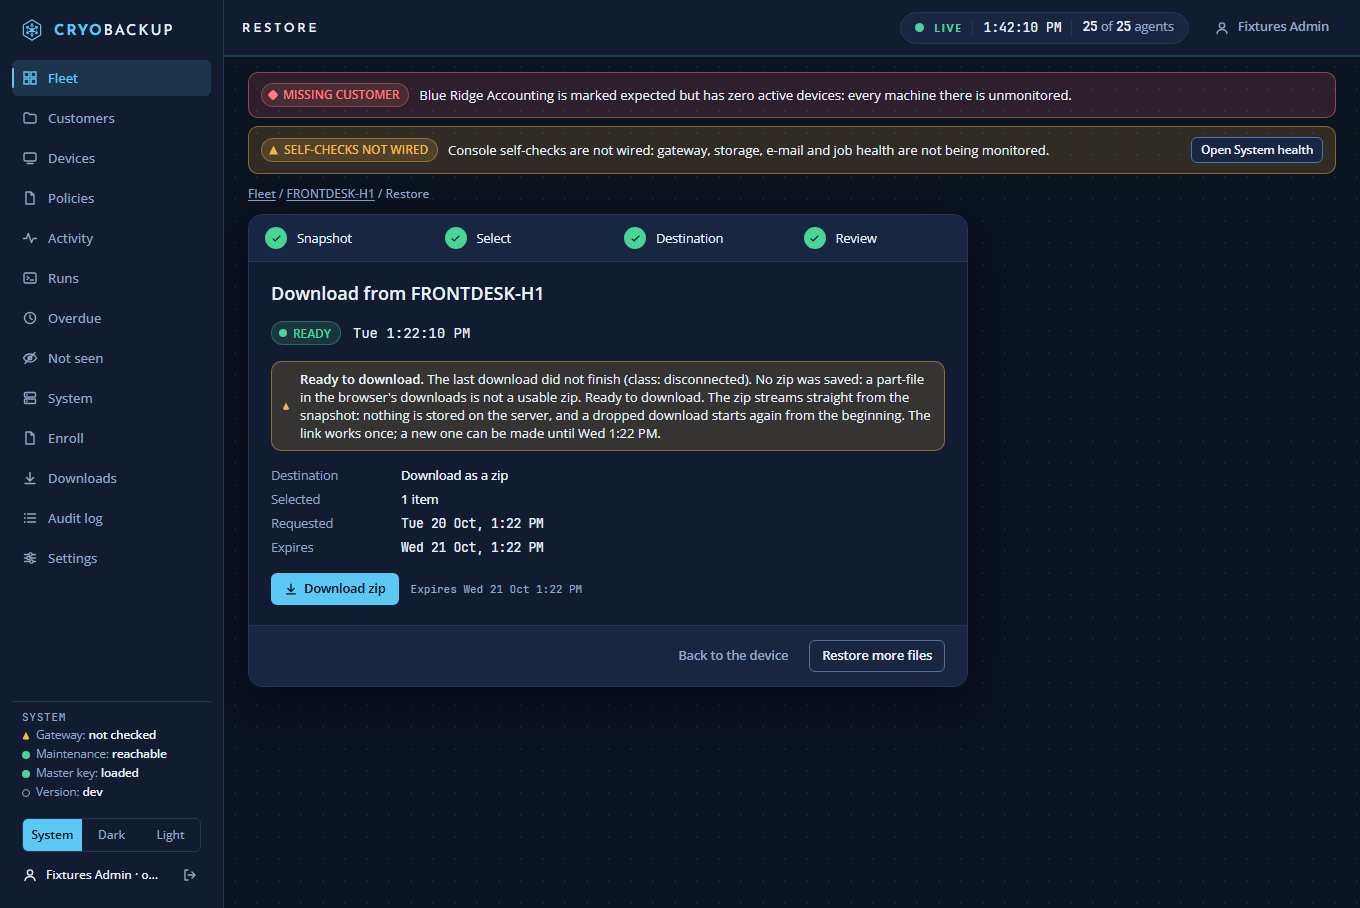 CRYOBACKUP
RESTORE
LIVE 1:42:10 PM 25 of 25 agents
Fixtures Admin
Fleet
Customers
Devices
Policies
Activity
Runs
Overdue
Not seen
System
Enroll
Downloads
Audit log
Settings
MISSING CUSTOMER Blue Ridge Accounting is marked expected but has zero active devices: every machine there is unmonitored.
SELF-CHECKS NOT WIRED Console self-checks are not wired: gateway, storage, e-mail and job health are not being monitored. Open System health
Fleet / FRONTDESK-H1 / Restore
Snapshot Select Destination Review
Download from FRONTDESK-H1
READY Tue 1:22:10 PM
Ready to download. The last download did not finish (class: disconnected). No zip was saved: a part-file
in the browser's downloads is not a usable zip. Ready to download. The zip streams straight from the
snapshot: nothing is stored on the server, and a dropped download starts again from the beginning. The
link works once; a new one can be made until Wed 1:22 PM.
Destination Download as a zip
Selected 1 item
Requested Tue 20 Oct, 1:22 PM
Expires Wed 21 Oct, 1:22 PM
Download zip Expires Wed 21 Oct 1:22 PM
Back to the device Restore more files
SYSTEM
Gateway: not checked
Maintenance: reachable
Master key: loaded
Version: dev
System Dark Light
Fixtures Admin · o...